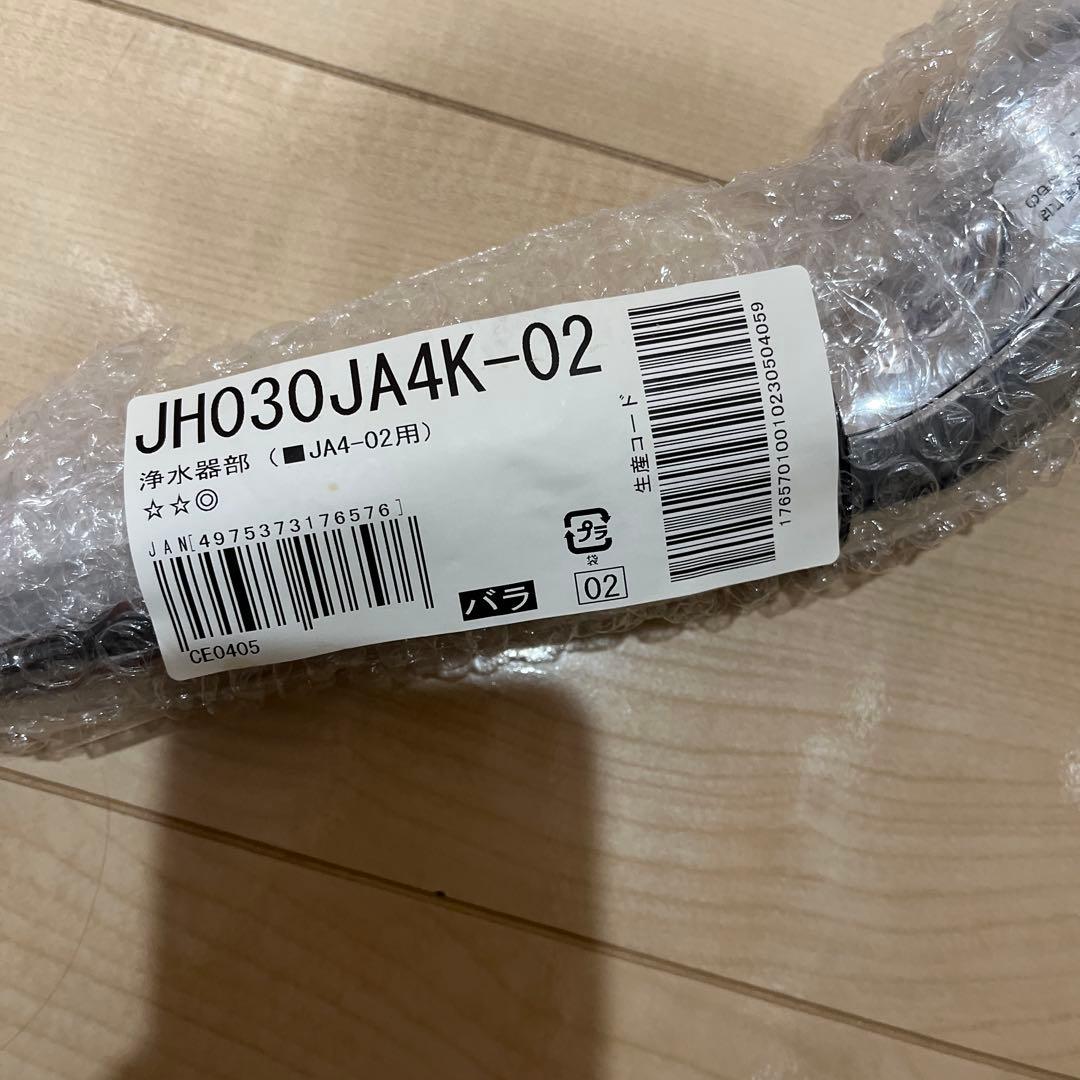 JH030JA4K-02
浄水器部(■JA4-02用)
☆☆◎
JAN[4975373176576]
CE0405
バラ
プラ
袋
02
生産コード
17657010010230504059